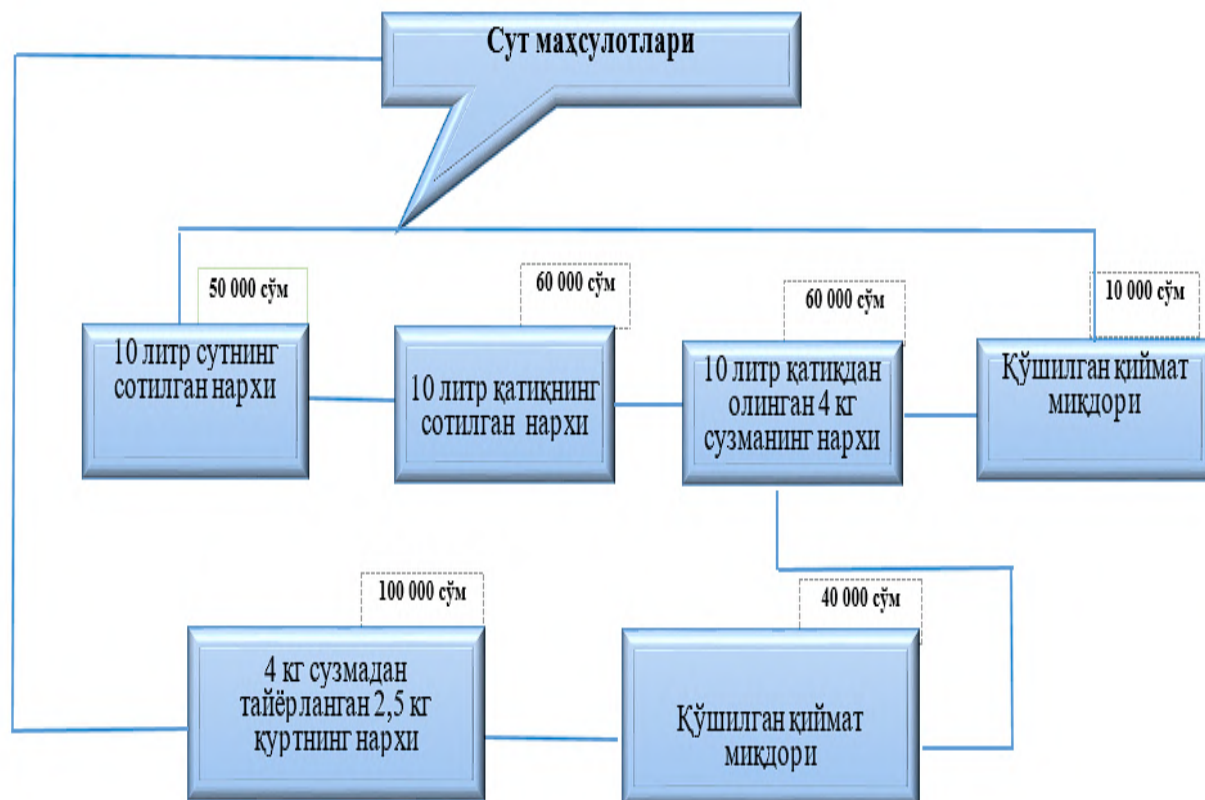 Сут маҳсулотлари
50 000 сўм
10 литр сутнинг
сотилган нархи
60 000 сўм
10 литр қатиқнинг
сотилган нархи
60 000 сўм
10 литр қатиқдан
олинган 4 кг
сузманинг нархи
10 000 сўм
Қўшилган қиймат
миқдори
100 000 сўм
4 кг сузмадан
тайёрланган 2,5 кг
қуртнинг нархи
40 000 сўм
Қўшилган қиймат
миқдори